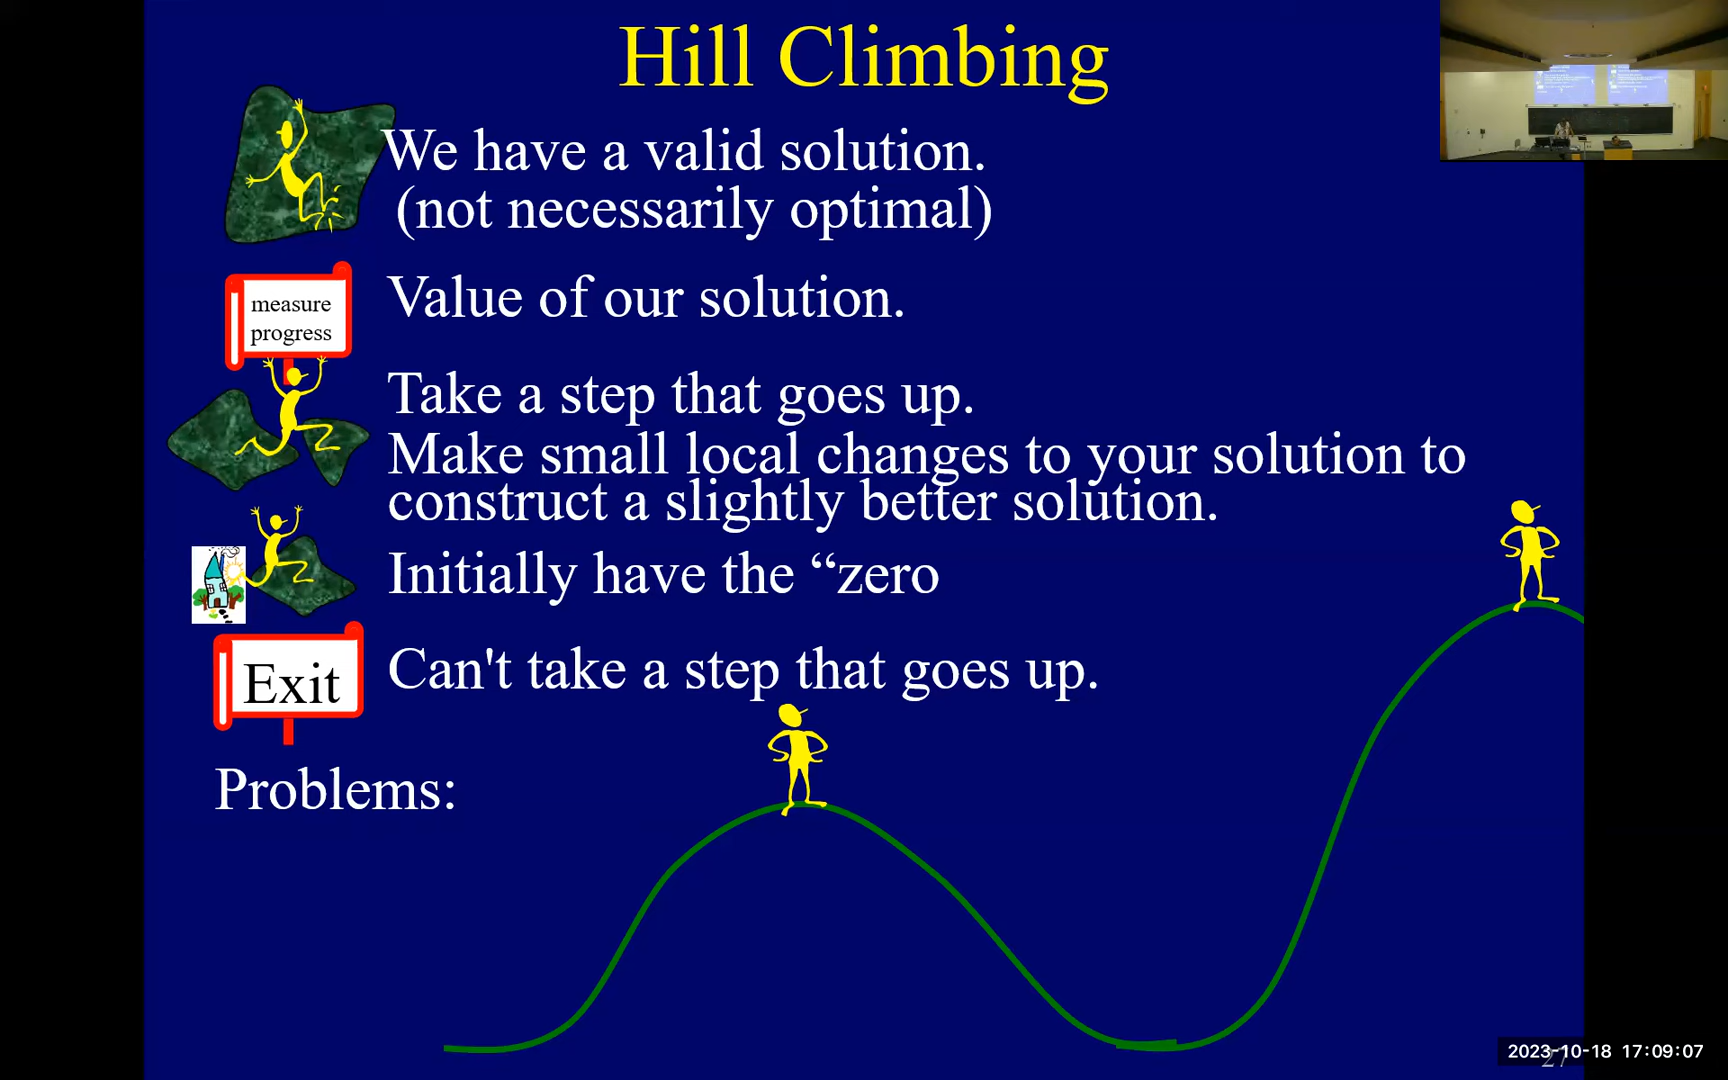 Hill Climbing
We have a valid solution.
(not necessarily optimal)
measure
progress
Value of our solution.
Take a step that goes up.
Make small local changes to your solution to
construct a slightly better solution.
Initially have the “zero
Exit
Can't take a step that goes up.
Problems:
2023-10-18 17:09:07